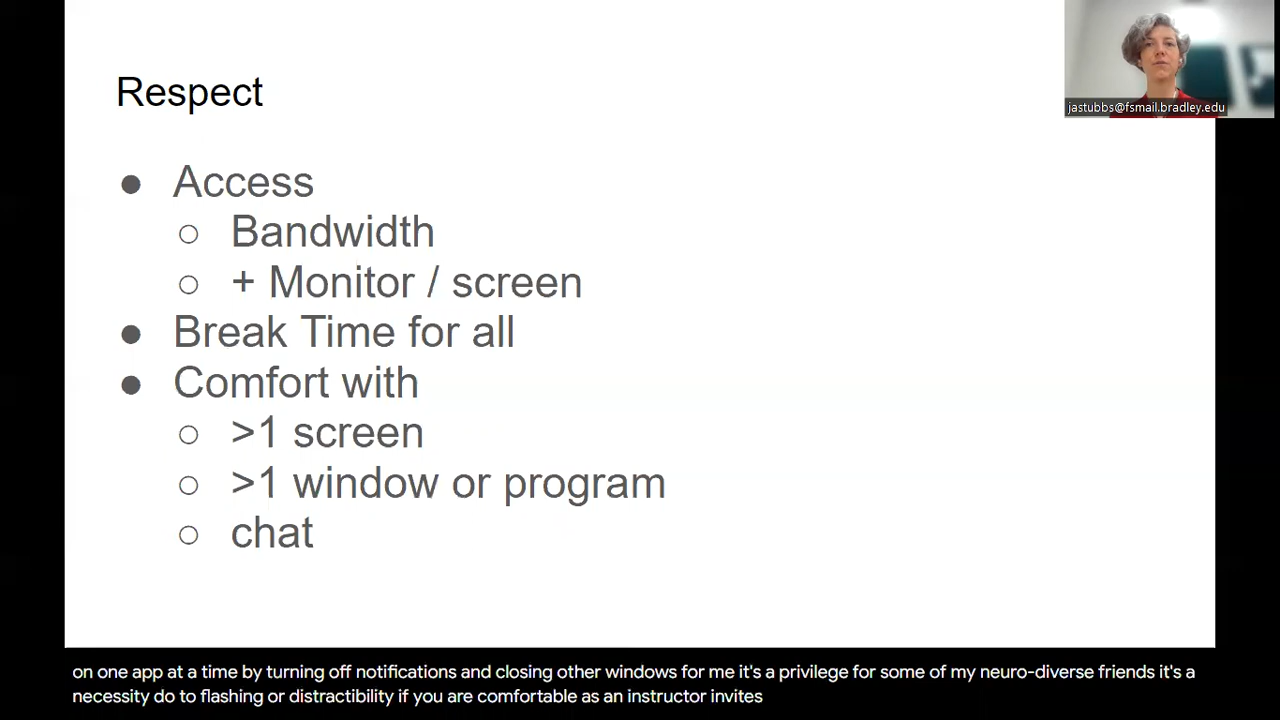 Respect
jastubbs@fsmail.bradley.edu
● Access
○ Bandwidth
○ + Monitor / screen
● Break Time for all
● Comfort with
○ >1 screen
○ >1 window or program
○ chat
on one app at a time by turning off notifications and closing other windows for me it's a privilege for some of my neuro-diverse friends it's a
necessity do to flashing or distractibility if you are comfortable as an instructor invites